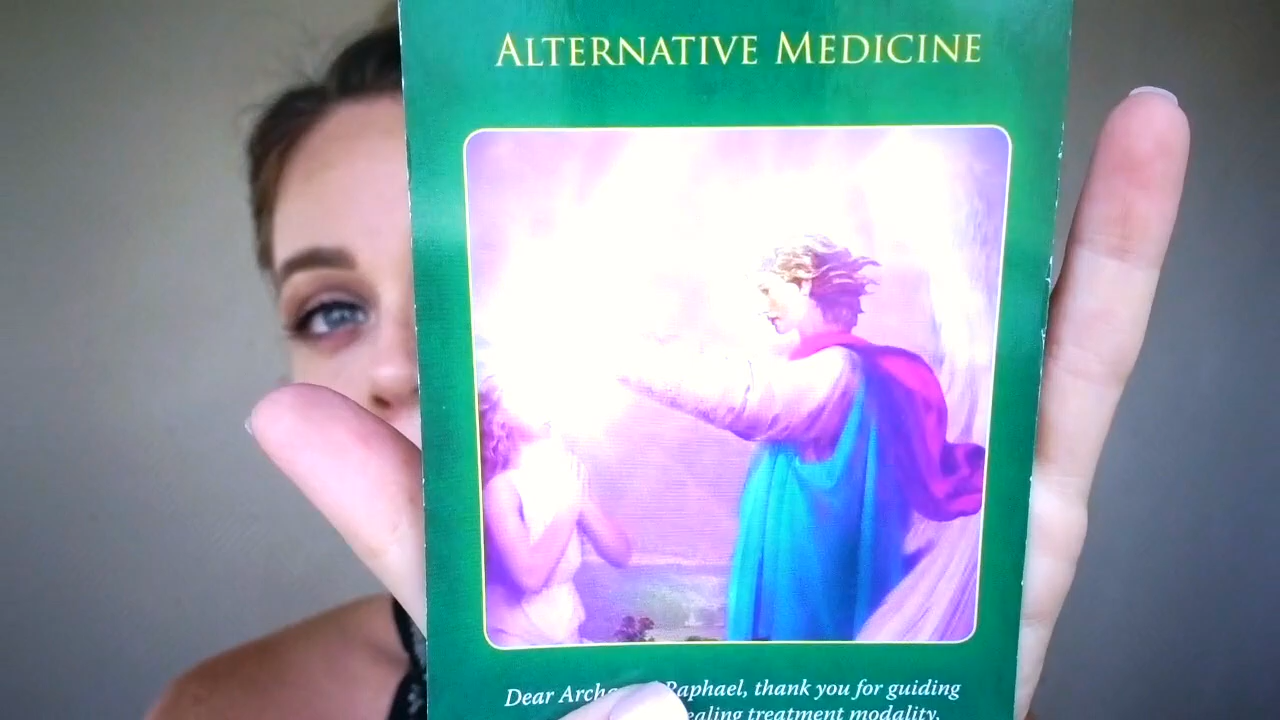 ALTERNATIVE MEDICINE
Dear Raphael, thank you for guiding
treatment modality.